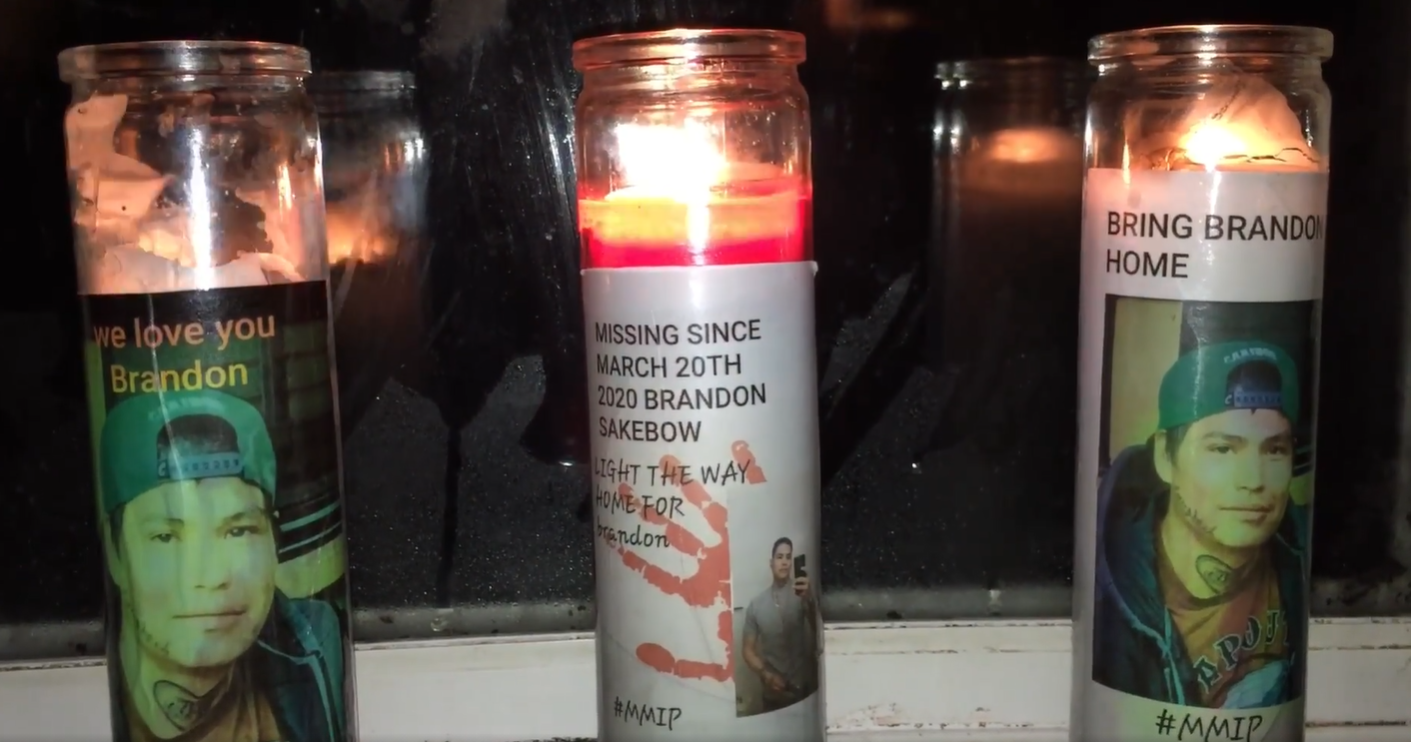 we love you
Brandon
MISSING SINCE
MARCH 20TH
2020 BRANDON
SAKEBOW
LIGHT THE WAY
HOME FOR
brandon
#MMIP
BRING BRANDON
HOME
#MMIP